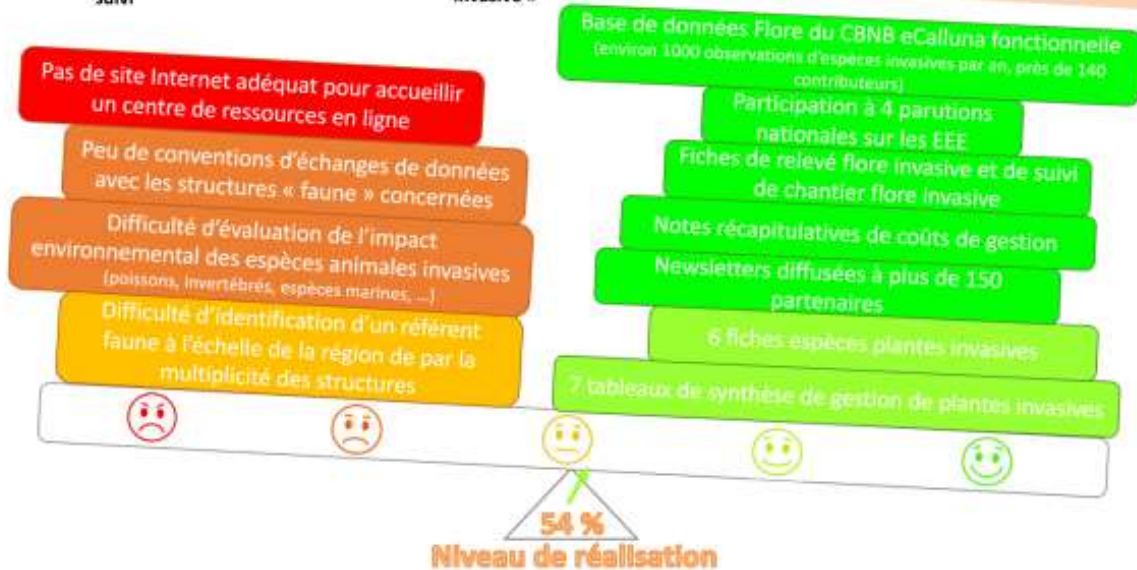 suivi
invasive »
Pas de site Internet adéquat pour accueillir
un centre de ressources en ligne
Peu de conventions d'échanges de données
avec les structures « faune » concernées
Difficulté d'évaluation de l'impact
environnemental des espèces animales invasives
(poissons, invertébrés, espèces marines, ...)
Difficulté d'identification d'un référent
faune à l'échelle de la région de par la
multiplicité des structures
Base de données Flore du CBNB eCalluna fonctionnelle
(environ 1000 observations d'espèces invasives par an, près de 140
contributeurs)
Participation à 4 parutions
nationales sur les EEE
Fiches de relevé flore invasive et de suivi
de chantier flore invasive
Notes récapitulatives de coûts de gestion
Newsletters diffusées à plus de 150
partenaires
6 fiches espèces plantes invasives
7 tableaux de synthèse de gestion de plantes invasives
54 %
Niveau de réalisation